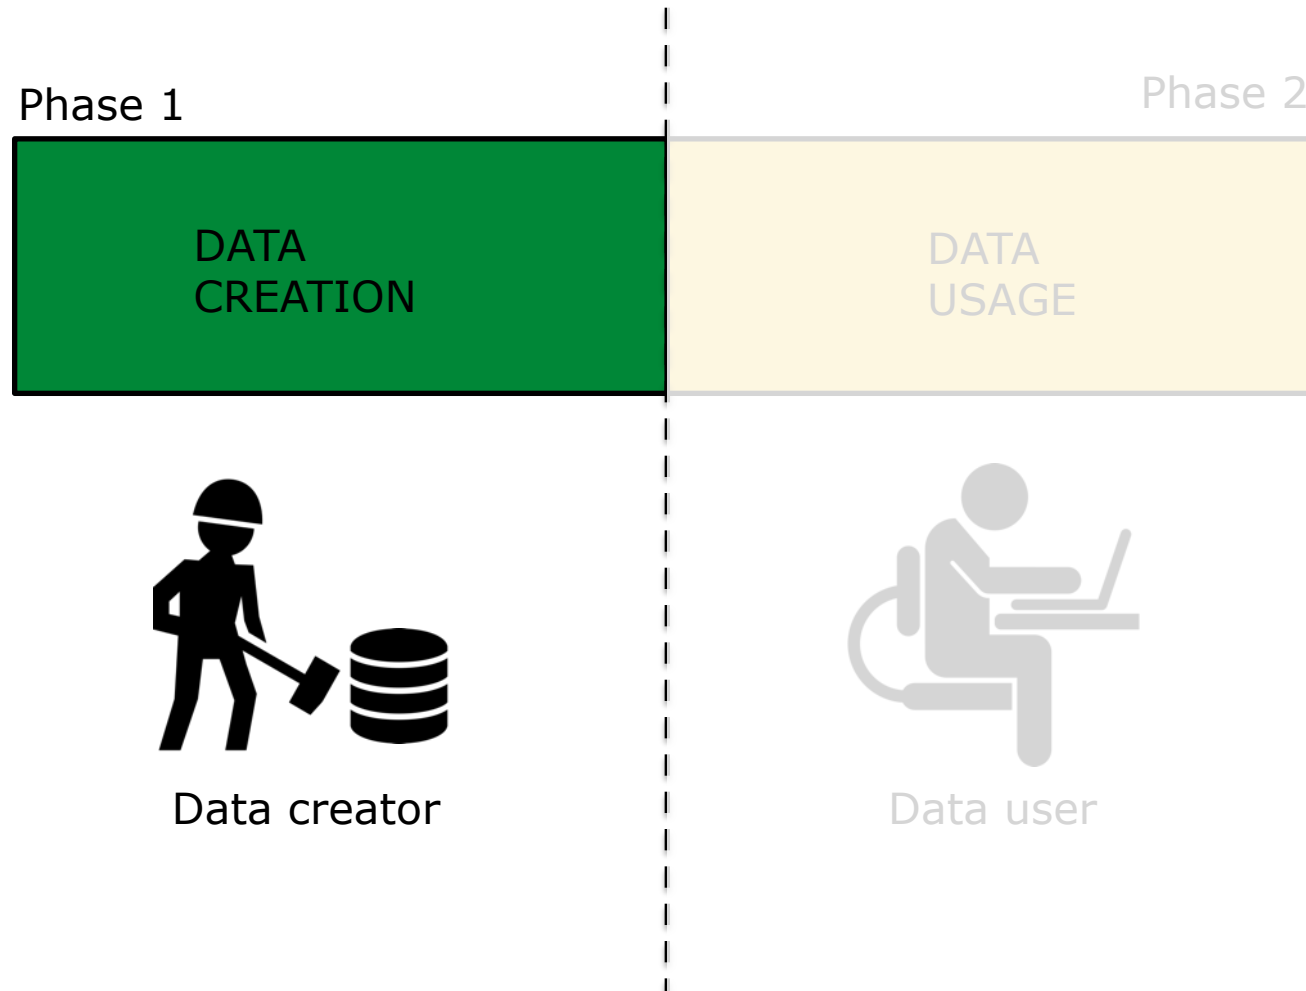 Phase 1
DATA
CREATION
Data creator
Phase 2
DATA
USAGE
Data user